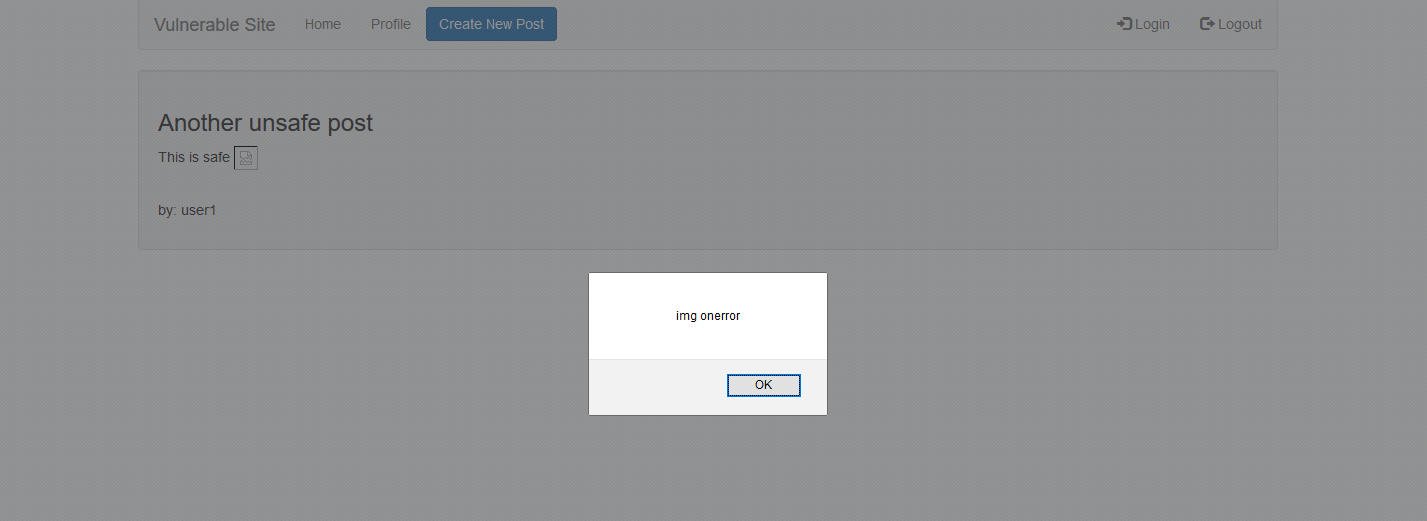 Vulnerable Site Home Profile Create New Post Login Logout
Another unsafe post
This is safe
by: user1
img onerror
OK